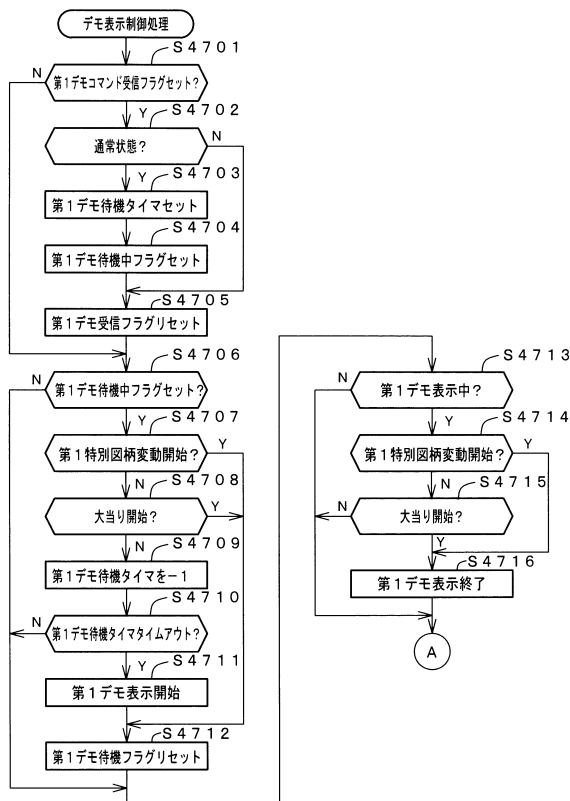 デモ表示制御処理
S4701
N
第1デモコマンド受信フラグセット?
Y
S4702
通常状態?
N
Y
S4703
第1デモ待機タイマセット
S4704
第1デモ待機中フラグセット
S4705
第1デモ受信フラグリセット
S4706
N
第1デモ待機中フラグセット?
Y
S4707
第1特別図柄変動開始?
Y
N
S4708
大当り開始?
Y
N
S4709
第1デモ待機タイマを-1
S4710
N
第1デモ待機タイマタイムアウト?
Y
S4711
第1デモ表示開始
S4712
第1デモ待機フラグリセット
S4713
N
第1デモ表示中?
Y
S4714
第1特別図柄変動開始?
Y
N
S4715
N
大当り開始?
Y
S4716
第1デモ表示終了
A